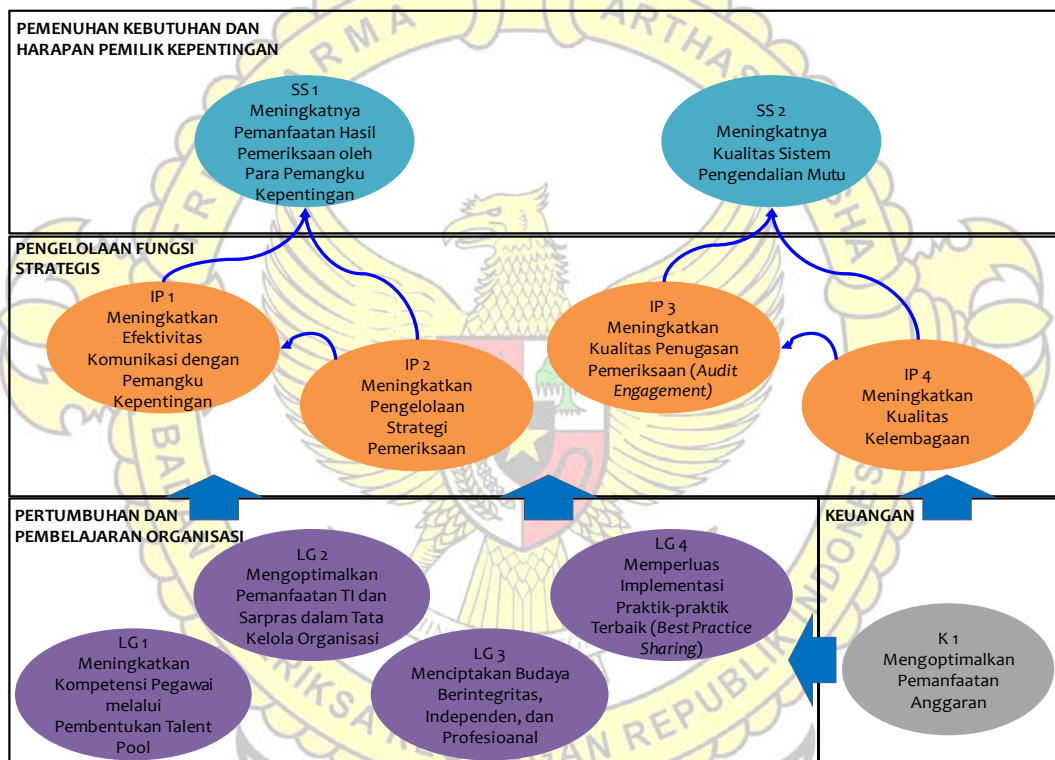 PEMENUHAN KEBUTUHAN DAN
HARAPAN PEMILIK KEPENTINGAN
SS 1
Meningkatnya
Pemanfaatan Hasil
Pemeriksaan oleh
Para Pemangku
Kepentingan
SS 2
Meningkatnya
Kualitas Sistem
Pengendalian Mutu
PENGELOLAAN FUNGSI
STRATEGIS
IP 1
Meningkatkan
Efektivitas
Komunikasi dengan
Pemangku
Kepentingan
IP 2
Meningkatkan
Pengelolaan
Strategi
Pemeriksaan
IP 3
Meningkatkan
Kualitas Penugasan
Pemeriksaan (Audit
Engagement)
IP 4
Meningkatkan
Kualitas
Kelembagaan
PERTUMBUHAN DAN
PEMBELAJARAN ORGANISASI
LG 1
Meningkatkan
Kompetensi Pegawai
melalui
Pembentukan Talent
Pool
LG 2
Mengoptimalkan
Pemanfaatan TI dan
Sarpras dalam Tata
Kelola Organisasi
LG 3
Menciptakan Budaya
Berintegritas,
Independen, dan
Profesioanal
LG 4
Memperluas
Implementasi
Praktik-praktik
Terbaik (Best Practice
Sharing)
KEUANGAN
K 1
Mengoptimalkan
Pemanfaatan
Anggaran